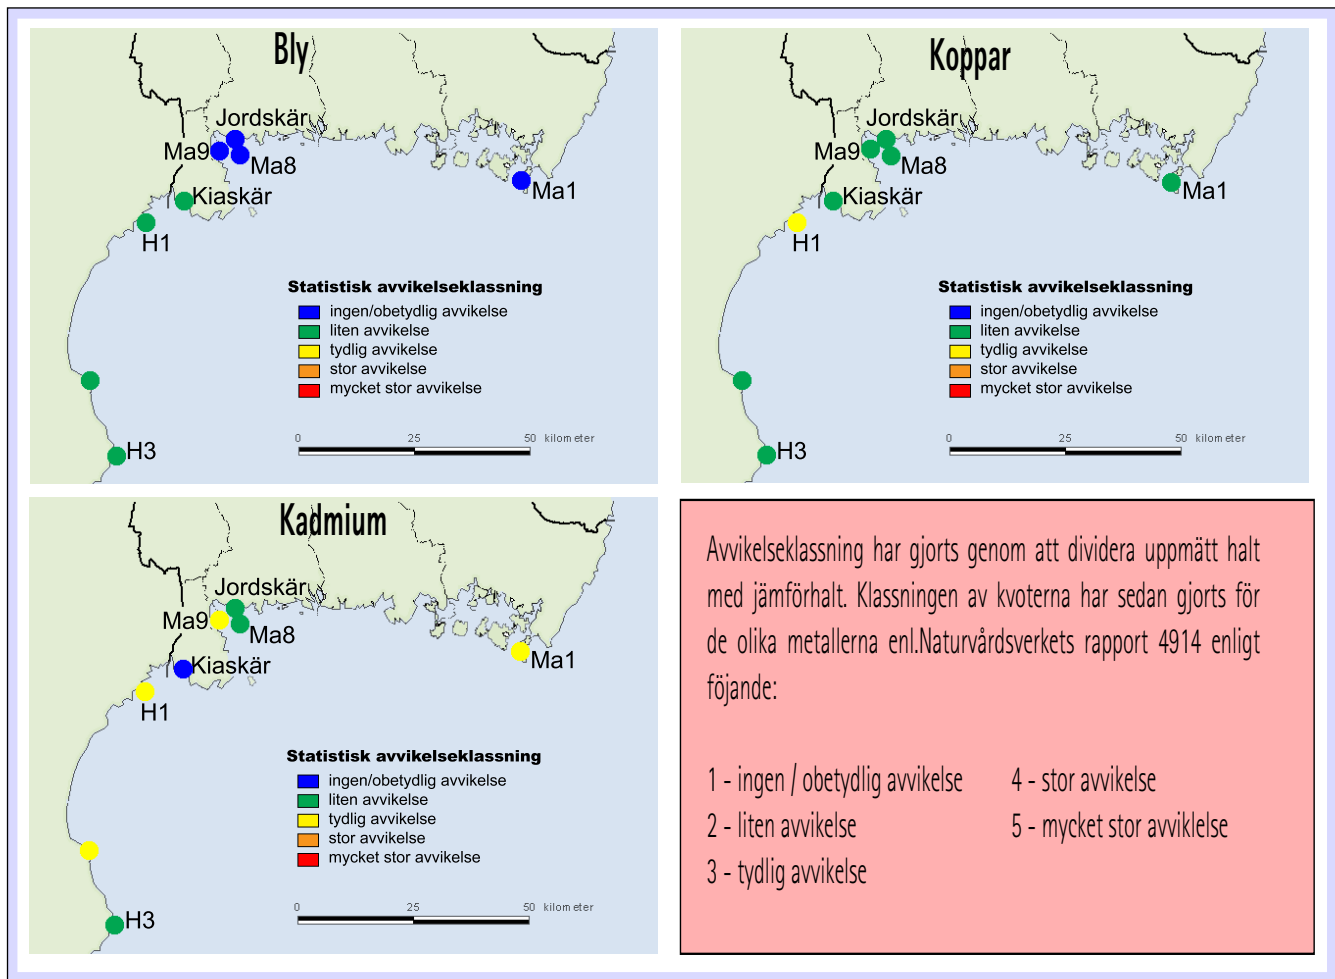 Bly
Jordskär
Ma9
Ma8
Kiaskär
Ma1
H1
Statistisk avvikelseklassning
ingen/obetydlig avvikelse
liten avvikelse
tydlig avvikelse
stor avvikelse
mycket stor avvikelse
0 25 50 kilometer
H3
Koppar
Jordskär
Ma9
Ma8
Kiaskär
Ma1
H1
Statistisk avvikelseklassning
ingen/obetydlig avvikelse
liten avvikelse
tydlig avvikelse
stor avvikelse
mycket stor avvikelse
0 25 50 kilometer
H3
Kadmium
Jordskär
Ma9
Ma8
Kiaskär
Ma1
H1
Statistisk avvikelseklassning
ingen/obetydlig avvikelse
liten avvikelse
tydlig avvikelse
stor avvikelse
mycket stor avvikelse
0 25 50 kilometer
H3
Avvikelseklassning har gjorts genom att dividera uppmätt halt
med jämförhalt. Klassningen av kvoterna har sedan gjorts för
de olika metallerna enl.Naturvårdsverkets rapport 4914 enligt
föjande:
1 - ingen / obetydlig avvikelse 4 - stor avvikelse
2 - liten avvikelse 5 - mycket stor avviklelse
3 - tydlig avvikelse